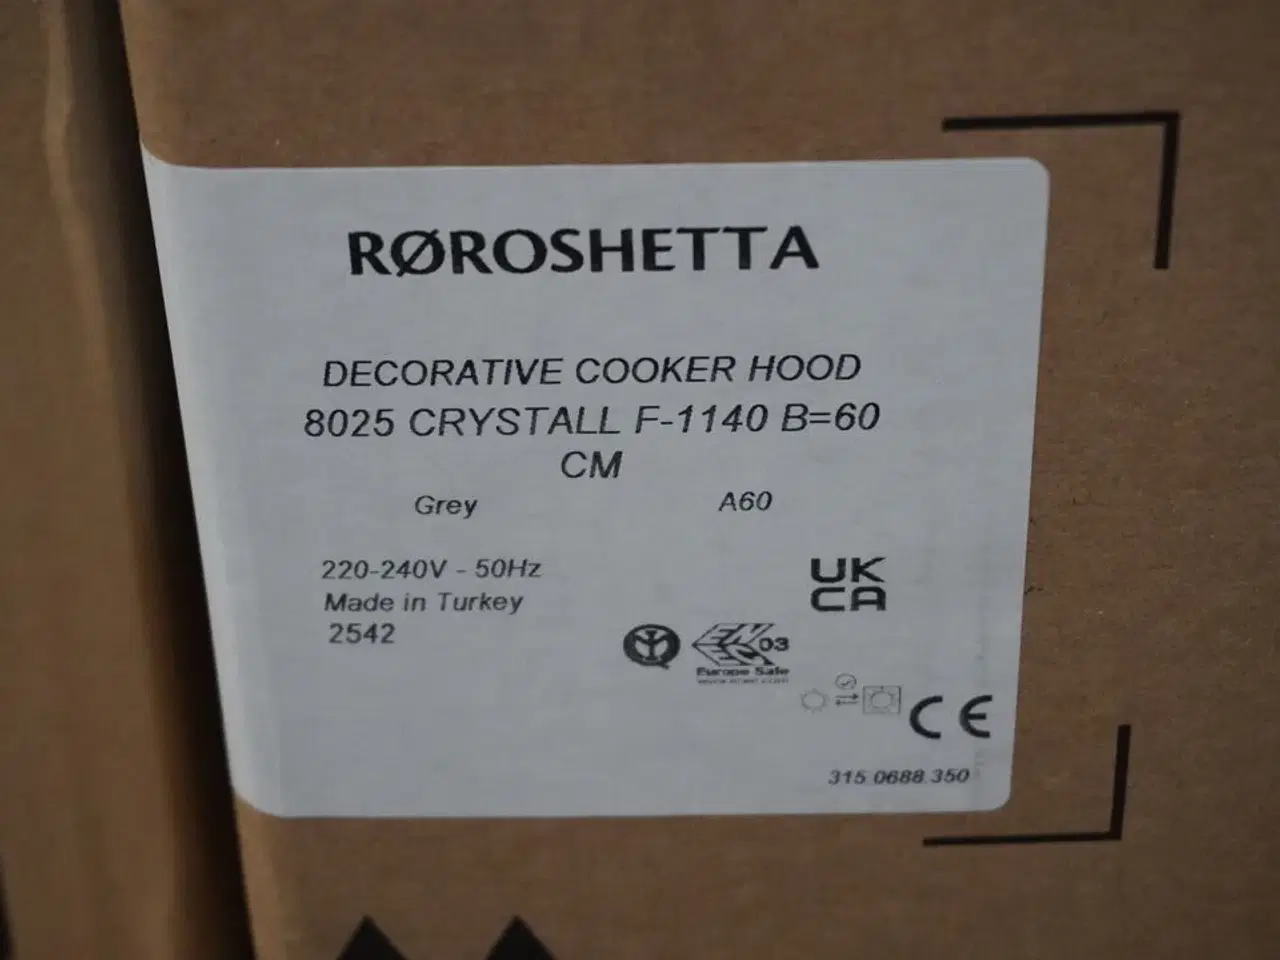 RØROSHETTA
DECORATIVE COOKER HOOD
8025 CRYSTALL F-1140 B=60
CM
Grey A60
220-240V - 50Hz
Made in Turkey
2542
UK
CA
03
Europe Safe
CE
315.0688.350